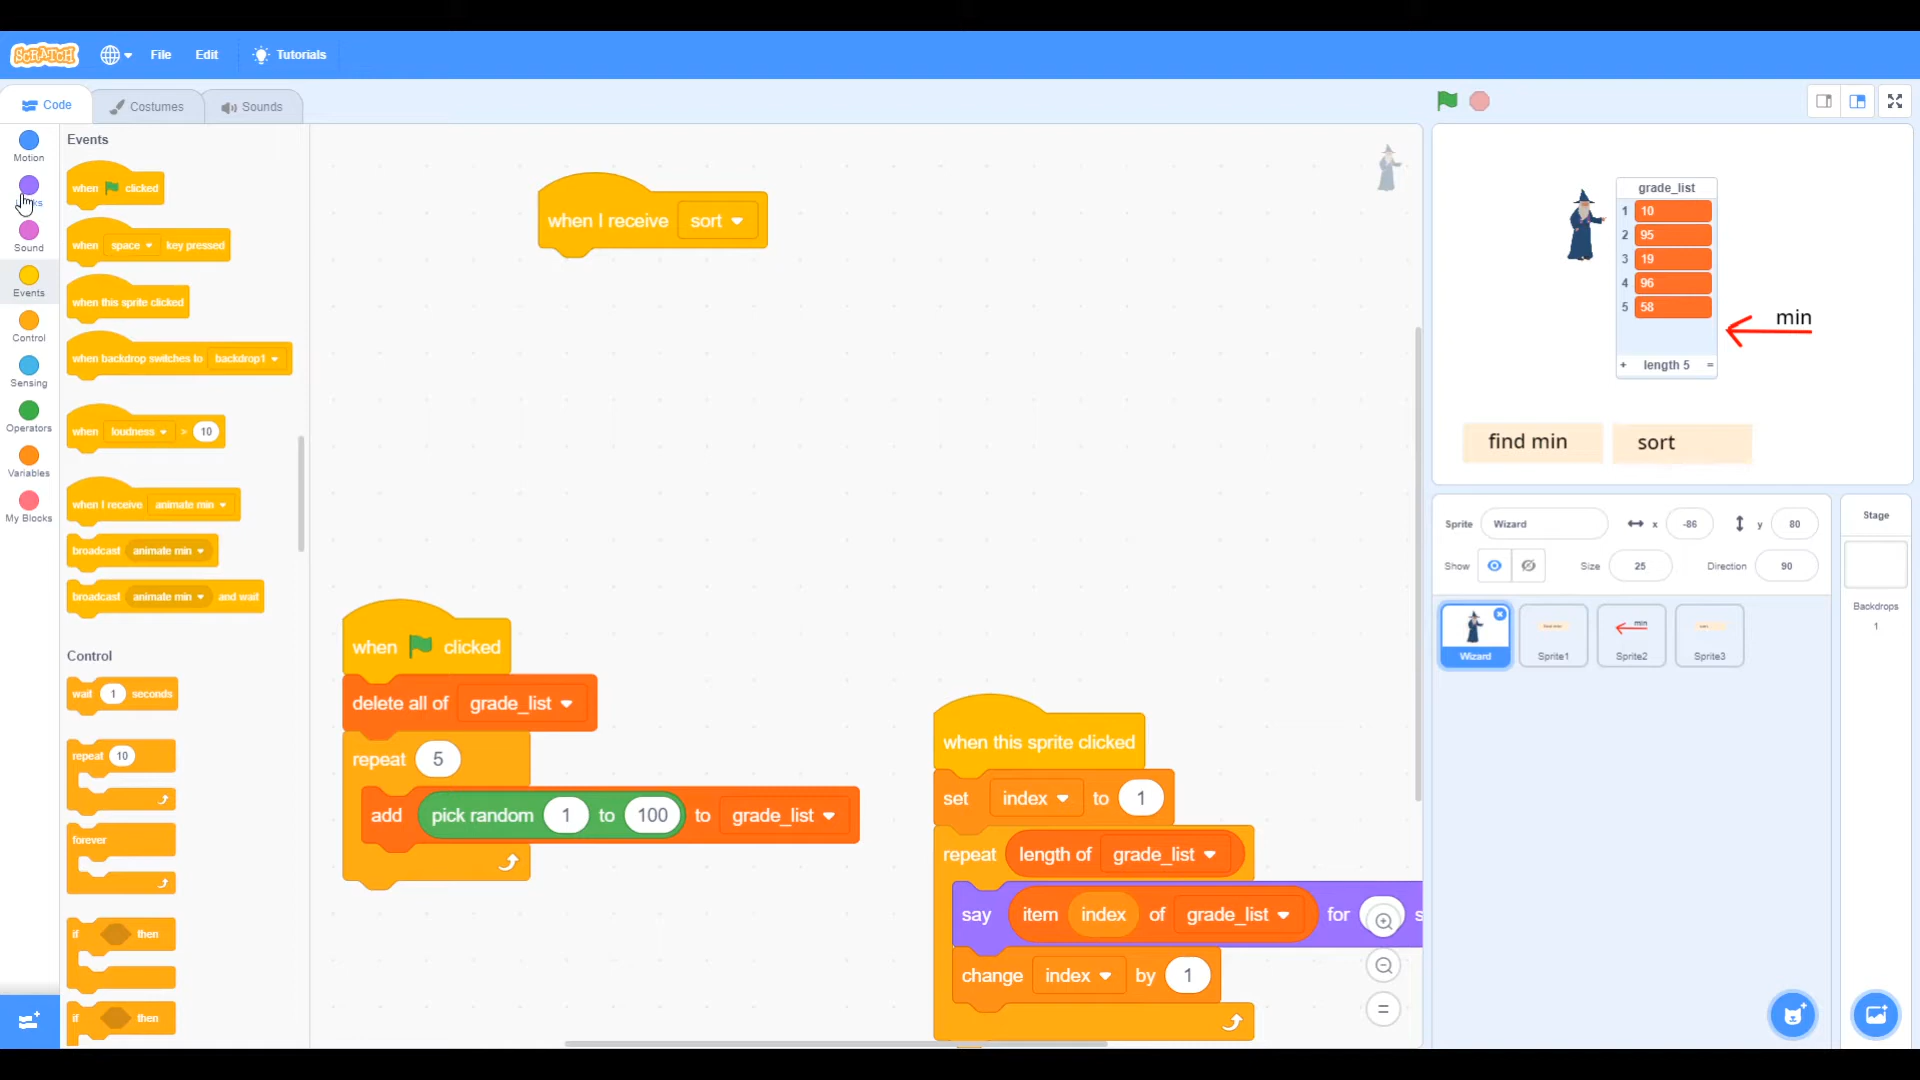 SCRATCH File Edit Tutorials
Code Costumes Sounds
Motion
Sound
Events
Control
Sensing
Operators
Variables
My Blocks
Events
when clicked
when space key pressed
when this sprite clicked
when backdrop switches to backdrop1
when loudness > 10
when I receive animate min
broadcast animate min
broadcast animate min and wait
Control
wait 1 seconds
repeat 10
forever
if then
if then
when I receive sort
when clicked
delete all of grade_list
repeat 5
add pick random 1 to 100 to grade_list
when this sprite clicked
set index to 1
repeat length of grade_list
say item index of grade_list for s
change index by 1
grade_list
1 10
2 95
3 19
4 96
5 58
+ length 5 =
min
find min
sort
Sprite Wizard x -86 y 80
Show Size 25 Direction 90
Wizard
Sprite1
min
Sprite2
Sprite3
Stage
Backdrops
1